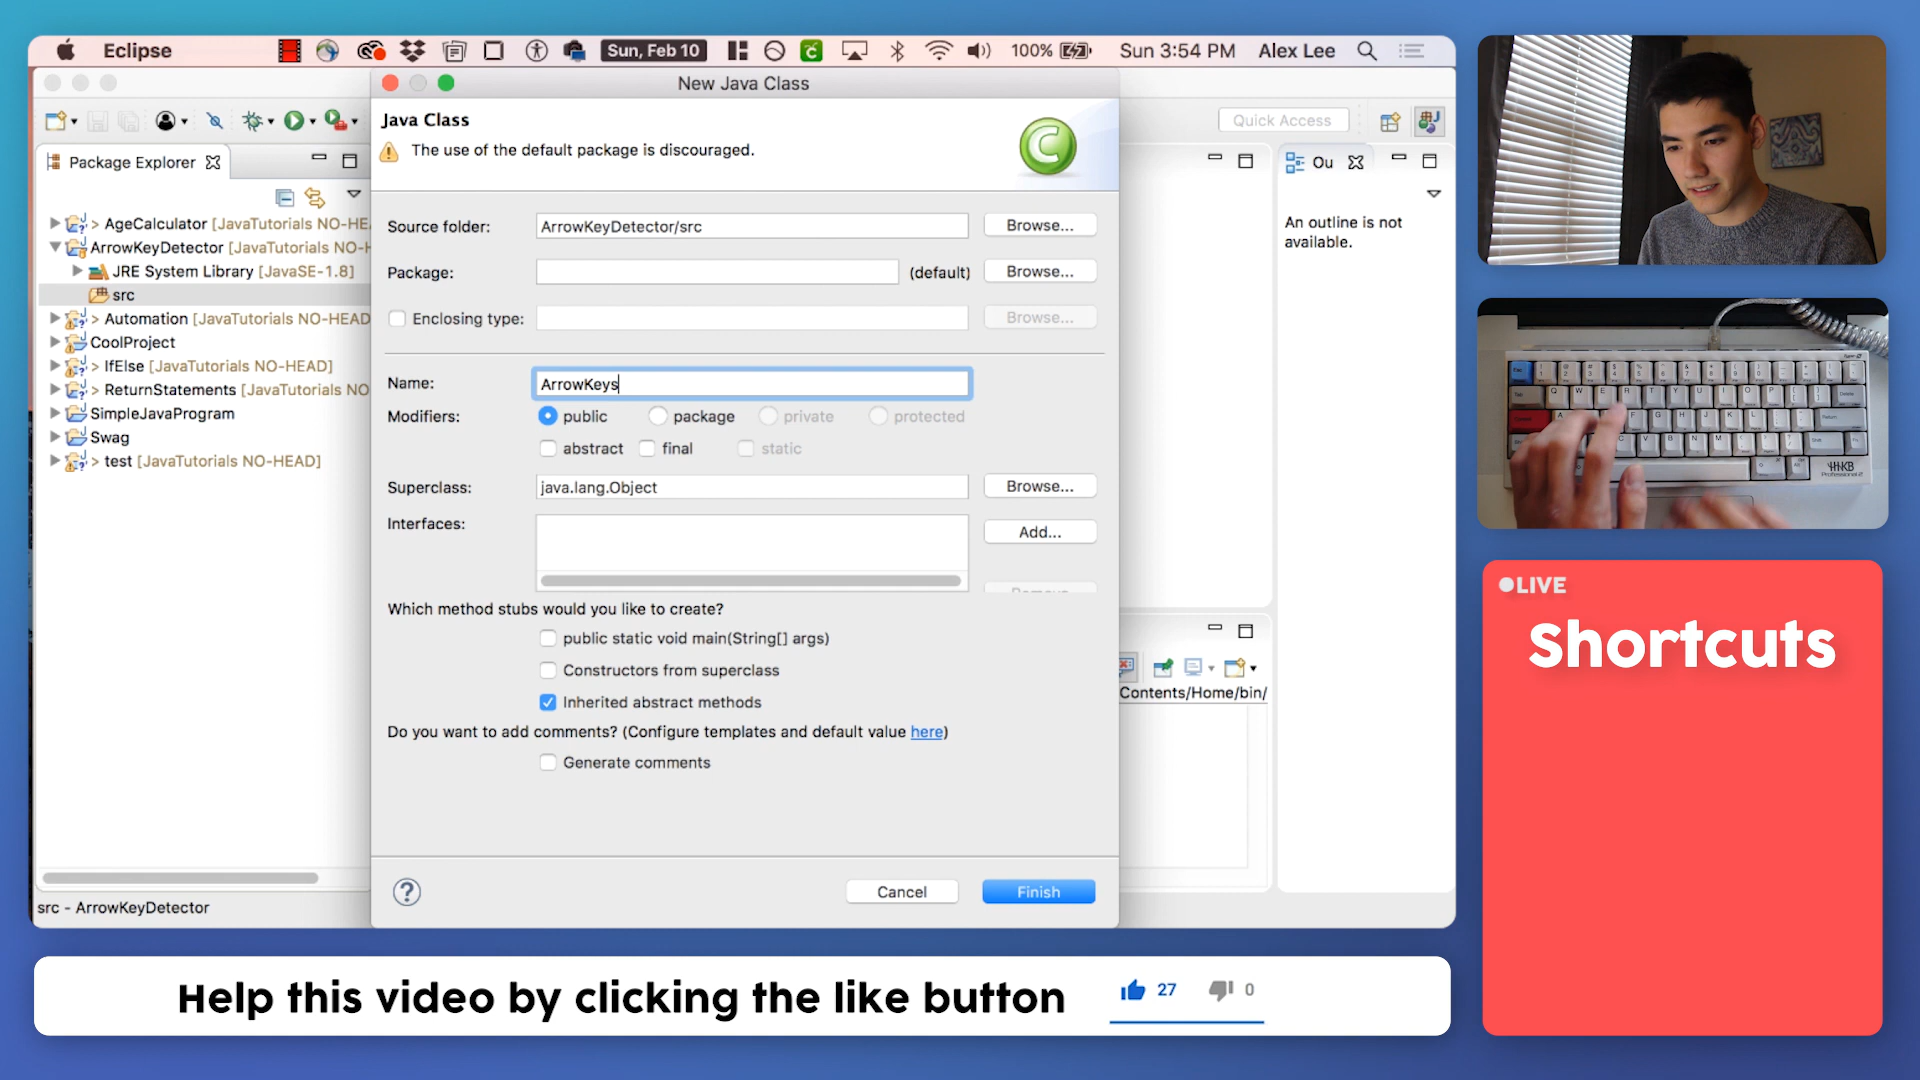 Eclipse
Sun, Feb 10
100%
Sun 3:54 PM
Alex Lee
New Java Class
Java Class
The use of the default package is discouraged.
Quick Access
Package Explorer
> AgeCalculator [JavaTutorials NO-HEA
ArrowKeyDetector [JavaTutorials NO-H
JRE System Library [JavaSE-1.8]
src
> Automation [JavaTutorials NO-HEAD
CoolProject
> IfElse [JavaTutorials NO-HEAD]
> ReturnStatements [JavaTutorials NO
SimpleJavaProgram
Swag
> test [JavaTutorials NO-HEAD]
src - ArrowKeyDetector
Source folder:
ArrowKeyDetector/src
Browse...
Package:
(default)
Browse...
Enclosing type:
Browse...
Name:
ArrowKeys
Modifiers:
public
package
private
protected
abstract
final
static
Superclass:
java.lang.Object
Browse...
Interfaces:
Add...
Which method stubs would you like to create?
public static void main(String[] args)
Constructors from superclass
Inherited abstract methods
Do you want to add comments? (Configure templates and default value here)
Generate comments
?
Cancel
Finish
Ou
An outline is not
available.
Contents/Home/bin/
LIVE
Shortcuts
HHKB
Help this video by clicking the like button
27
0